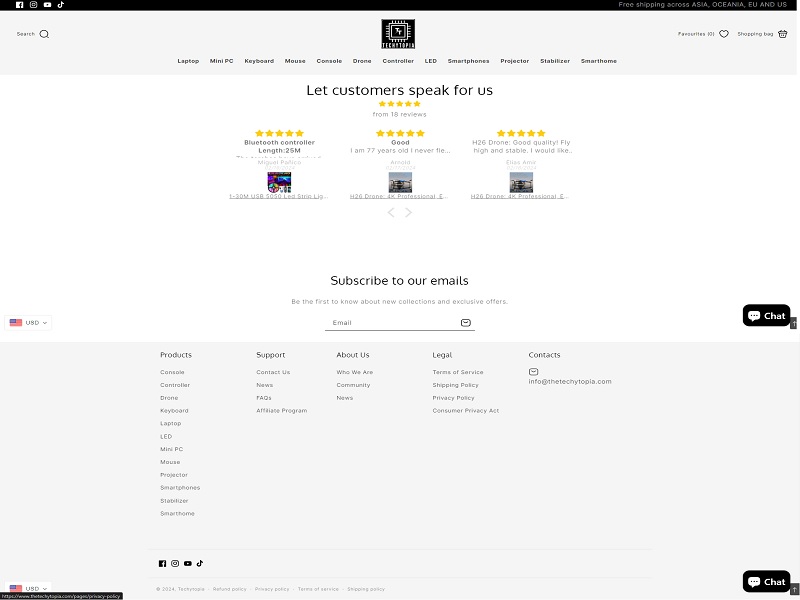 Free shipping across ASIA, OCEANIA, EU AND US
Search
TT
TECHYTOPIA
Favourites (0)
Shopping bag
Laptop Mini PC Keyboard Mouse Console Drone Controller LED Smartphones Projector Stabilizer Smarthome
Let customers speak for us
from 18 reviews
Bluetooth controller
Length:25M
Miguel Pafico
1-30M USB 5050 Led Strip Lig...
Good
I am 77 years old I never fle...
Arnold
H26 Drone: 4K Professional, E...
H26 Drone: Good quality! Fly
high and stable. I would like..
Elias Amir
H26 Drone: 4K Professional, E...
Subscribe to our emails
Be the first to know about new collections and exclusive offers.
Email
USD
Chat
Products
Console
Controller
Drone
Keyboard
Laptop
LED
Mini PC
Mouse
Projector
Smartphones
Stabilizer
Smarthome
Support
Contact Us
News
FAQs
Affiliate Program
About Us
Who We Are
Community
News
Legal
Terms of Service
Shipping Policy
Privacy Policy
Consumer Privacy Act
Contacts
info@thetechytopia.com
USD
Chat
© 2024, Techytopia · Refund policy · Privacy policy · Terms of service · Shipping policy
https://www.thetechytopia.com/pages/privacy-policy